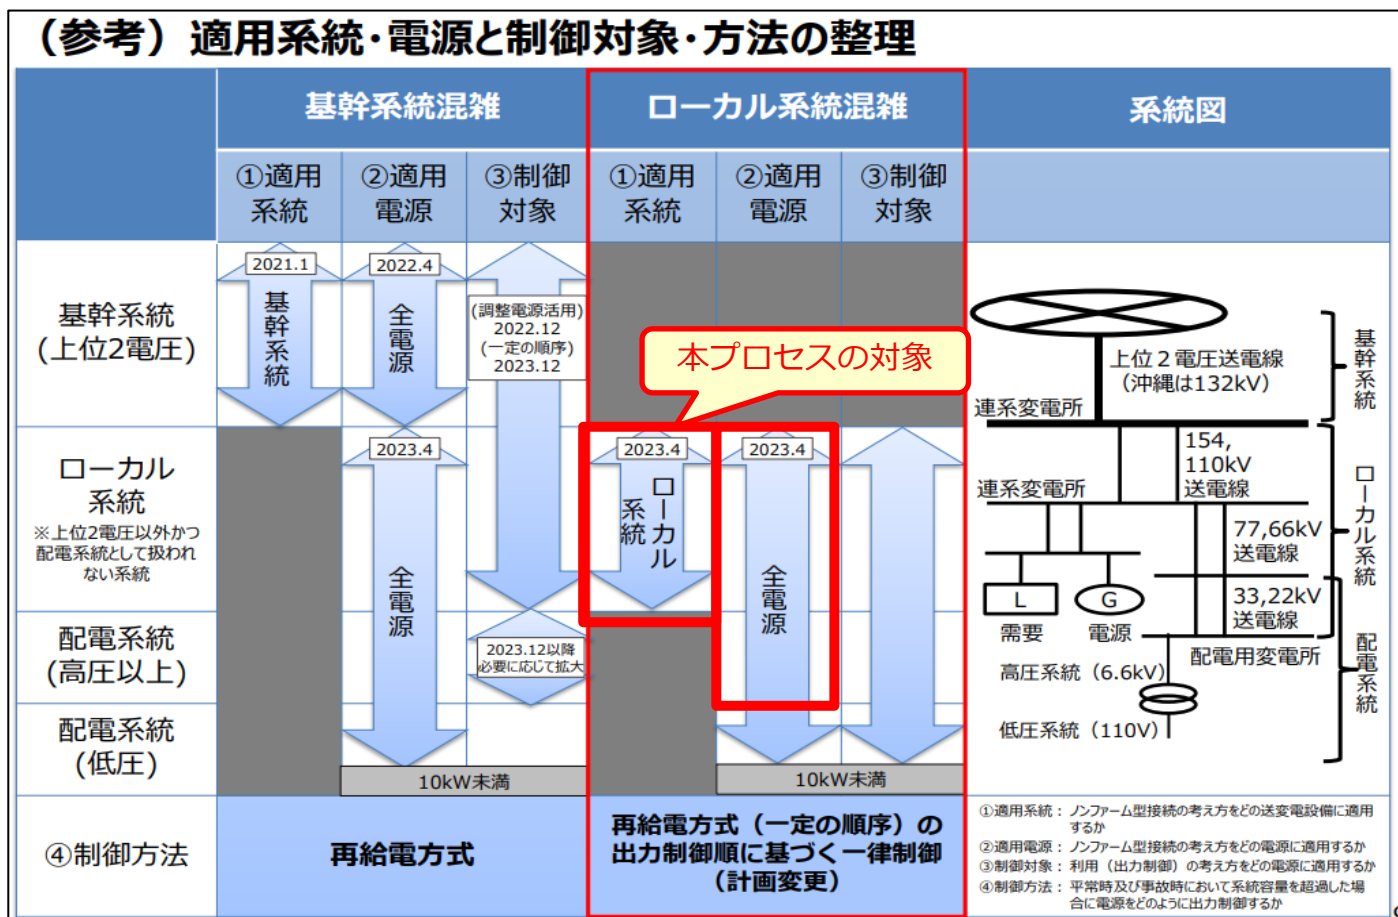 （参考）適用系統・電源と制御対象・方法の整理
基幹系統混雑
ローカル系統混雑
系統図
①適用
系統
②適用
電源
③制御
対象
①適用
系統
②適用
電源
③制御
対象
基幹系統
(上位2電圧)
2021.1
基幹系統
2022.4
全電源
(調整電源活用)
2022.12
(一定の順序)
2023.12
本プロセスの対象
ローカル
系統
※上位2電圧以外かつ
配電系統として扱われ
ない系統
2023.4
全電源
2023.4
ローカル
系統
2023.4
全電源
配電系統
(高圧以上)
2023.12以降
必要に応じて拡大
配電系統
(低圧)
10kW未満
10kW未満
上位２電圧送電線
（沖縄は132kV）
連系変電所
154,
110kV
送電線
連系変電所
77,66kV
送電線
L
G
33,22kV
送電線
需要
電源
配電用変電所
高圧系統（6.6kV）
低圧系統（110V）
基幹系統
ローカル系統
配電系統
④制御方法
再給電方式
再給電方式（一定の順序）の
出力制御順に基づく一律制御
（計画変更）
①適用系統： ノンファーム型接続の考え方をどの送変電設備に適用
するか
②適用電源： ノンファーム型接続の考え方をどの電源に適用するか
③制御対象： 利用（出力制御）の考え方をどの電源に適用するか
④制御方法： 平常時及び事故時において系統容量を超過した場
合に電源をどのように出力制御するか